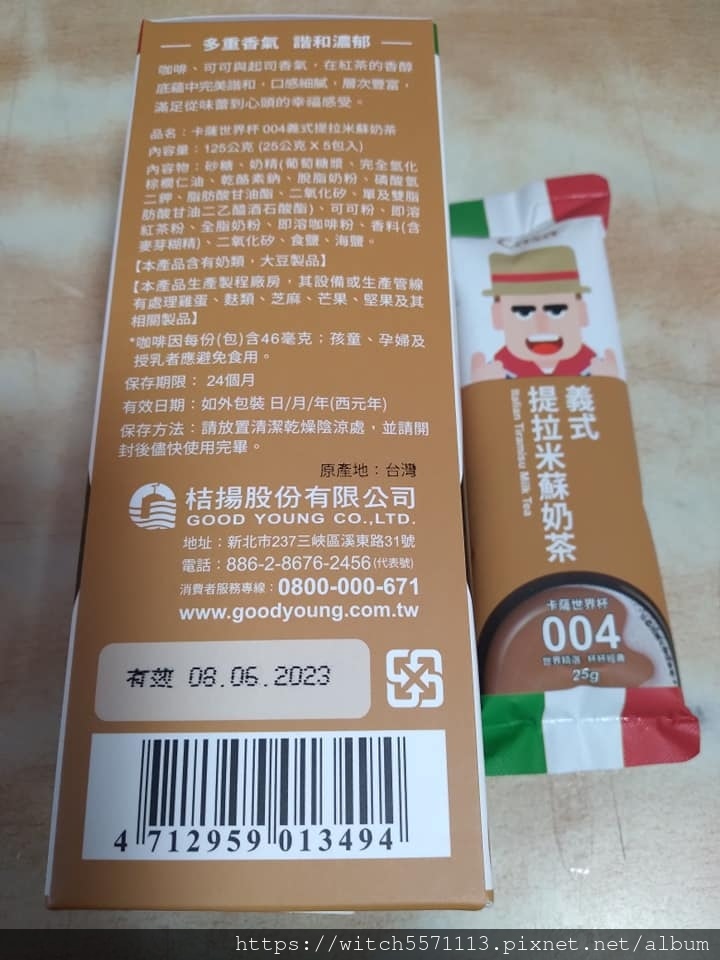 多重香氣 諧和濃郁
咖啡、可可與起司香氣，在紅茶的香醇
底蘊中完美諧和，口感細膩，層次豐富，
滿足從味蕾到心頭的幸福感受。
品名：卡薩世界杯 004義式提拉米蘇奶茶
內容量：125公克 (25公克 X 5包入)
內容物：砂糖、奶精(葡萄糖漿、完全氫化
棕櫚仁油、乾酪素鈉、脫脂奶粉、磷酸氫
二鉀、脂肪酸甘油酯、二氧化矽、單及雙脂
肪酸甘油二乙醯酒石酸酯)、可可粉、即溶
紅茶粉、全脂奶粉、即溶咖啡粉、香料(含
麥芽糊精)、二氧化矽、食鹽、海鹽。
【本產品含有奶類，大豆製品】
【本產品生產製程廠房，其設備或生產管線
有處理雞蛋、麩類、芝麻、芒果、堅果及其
相關製品】
*咖啡因每份(包)含46毫克；孩童、孕婦及
授乳者應避免食用。
保存期限： 24個月
有效日期：如外包裝 日/月/年(西元年)
保存方法：請放置清潔乾燥陰涼處，並請開
封後儘快使用完畢。
原產地：台灣
桔揚股份有限公司
GOOD YOUNG CO.,LTD.
地址：新北市237三峽區溪東路31號
電話：886-2-8676-2456(代表號)
消費者服務專線：0800-000-671
www.goodyoung.com.tw
有效 08.06.2023
4 712959 013494
Casa
義式
提拉米蘇奶茶
Italian Tiramisu Milk Tea
卡薩世界杯
004
世界精選 杯杯經典
25g
https://witch5571113.pixnet.net/album